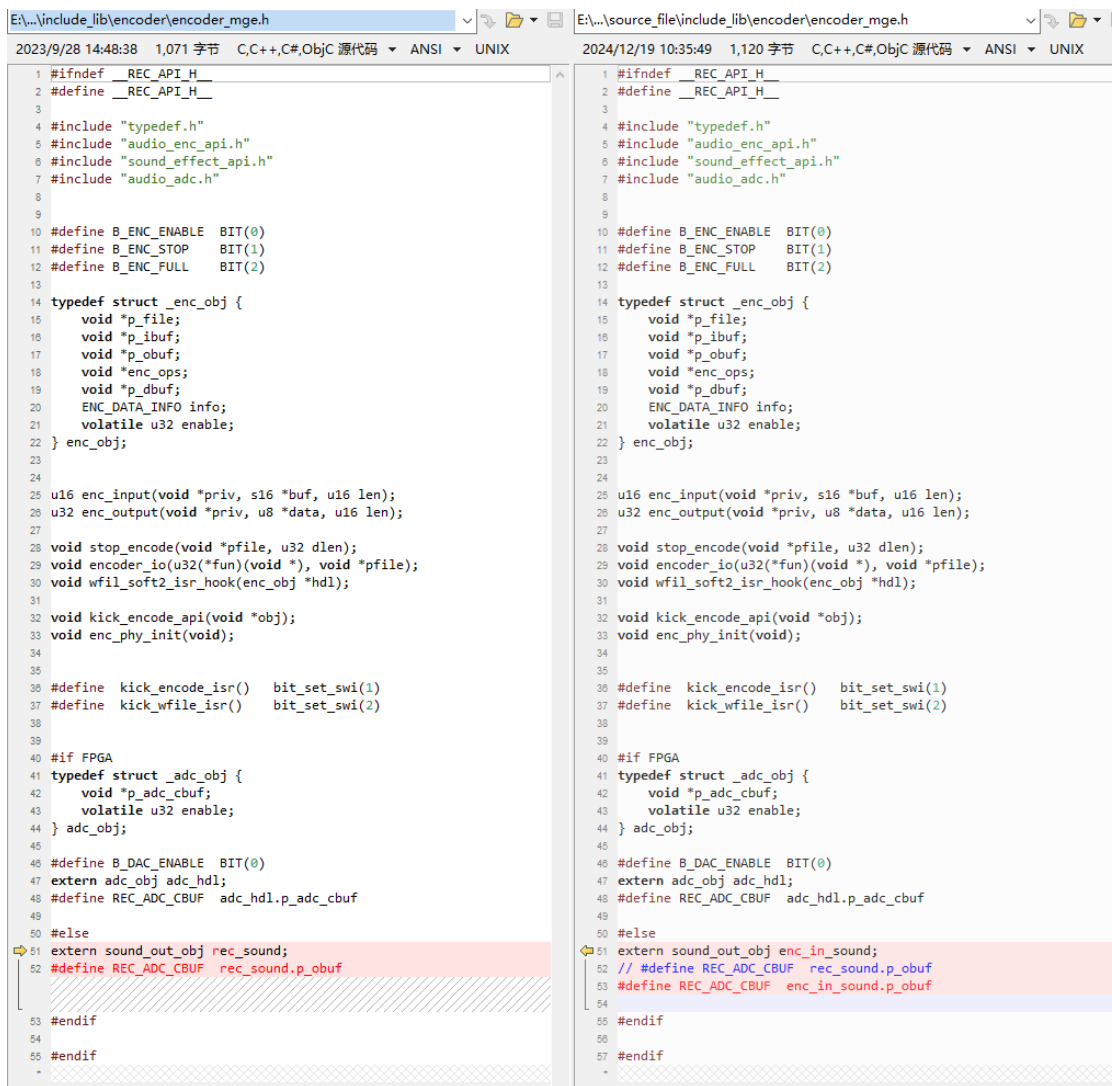 E:\...\include_lib\encoder\encoder_mge.h
2023/9/28 14:48:38 1,071 字节 C,C++,C#,ObjC 源代码 ANSI UNIX
1 #ifndef __REC_API_H__
2 #define __REC_API_H__
3
4 #include "typedef.h"
5 #include "audio_enc_api.h"
6 #include "sound_effect_api.h"
7 #include "audio_adc.h"
8
9
10 #define B_ENC_ENABLE BIT(0)
11 #define B_ENC_STOP BIT(1)
12 #define B_ENC_FULL BIT(2)
13
14 typedef struct _enc_obj {
15 void *p_file;
16 void *p_ibuf;
17 void *p_obuf;
18 void *enc_ops;
19 void *p_dbuf;
20 ENC_DATA_INFO info;
21 volatile u32 enable;
22 } enc_obj;
23
24
25 u16 enc_input(void *priv, s16 *buf, u16 len);
26 u32 enc_output(void *priv, u8 *data, u16 len);
27
28 void stop_encode(void *pfile, u32 dlen);
29 void encoder_io(u32(*fun)(void *), void *pfile);
30 void wfil_soft2_isr_hook(enc_obj *hdl);
31
32 void kick_encode_api(void *obj);
33 void enc_phy_init(void);
34
35
36 #define kick_encode_isr() bit_set_swi(1)
37 #define kick_wfile_isr() bit_set_swi(2)
38
39
40 #if FPGA
41 typedef struct _adc_obj {
42 void *p_adc_cbuf;
43 volatile u32 enable;
44 } adc_obj;
45
46 #define B_DAC_ENABLE BIT(0)
47 extern adc_obj adc_hdl;
48 #define REC_ADC_CBUF adc_hdl.p_adc_cbuf
49
50 #else
51 extern sound_out_obj rec_sound;
52 #define REC_ADC_CBUF rec_sound.p_obuf
53 #endif
54
55 #endif
E:\...\source_file\include_lib\encoder\encoder_mge.h
2024/12/19 10:35:49 1,120 字节 C,C++,C#,ObjC 源代码 ANSI UNIX
1 #ifndef __REC_API_H__
2 #define __REC_API_H__
3
4 #include "typedef.h"
5 #include "audio_enc_api.h"
6 #include "sound_effect_api.h"
7 #include "audio_adc.h"
8
9
10 #define B_ENC_ENABLE BIT(0)
11 #define B_ENC_STOP BIT(1)
12 #define B_ENC_FULL BIT(2)
13
14 typedef struct _enc_obj {
15 void *p_file;
16 void *p_ibuf;
17 void *p_obuf;
18 void *enc_ops;
19 void *p_dbuf;
20 ENC_DATA_INFO info;
21 volatile u32 enable;
22 } enc_obj;
23
24
25 u16 enc_input(void *priv, s16 *buf, u16 len);
26 u32 enc_output(void *priv, u8 *data, u16 len);
27
28 void stop_encode(void *pfile, u32 dlen);
29 void encoder_io(u32(*fun)(void *), void *pfile);
30 void wfil_soft2_isr_hook(enc_obj *hdl);
31
32 void kick_encode_api(void *obj);
33 void enc_phy_init(void);
34
35
36 #define kick_encode_isr() bit_set_swi(1)
37 #define kick_wfile_isr() bit_set_swi(2)
38
39
40 #if FPGA
41 typedef struct _adc_obj {
42 void *p_adc_cbuf;
43 volatile u32 enable;
44 } adc_obj;
45
46 #define B_DAC_ENABLE BIT(0)
47 extern adc_obj adc_hdl;
48 #define REC_ADC_CBUF adc_hdl.p_adc_cbuf
49
50 #else
51 extern sound_out_obj enc_in_sound;
52 // #define REC_ADC_CBUF rec_sound.p_obuf
53 #define REC_ADC_CBUF enc_in_sound.p_obuf
54
55 #endif
56
57 #endif